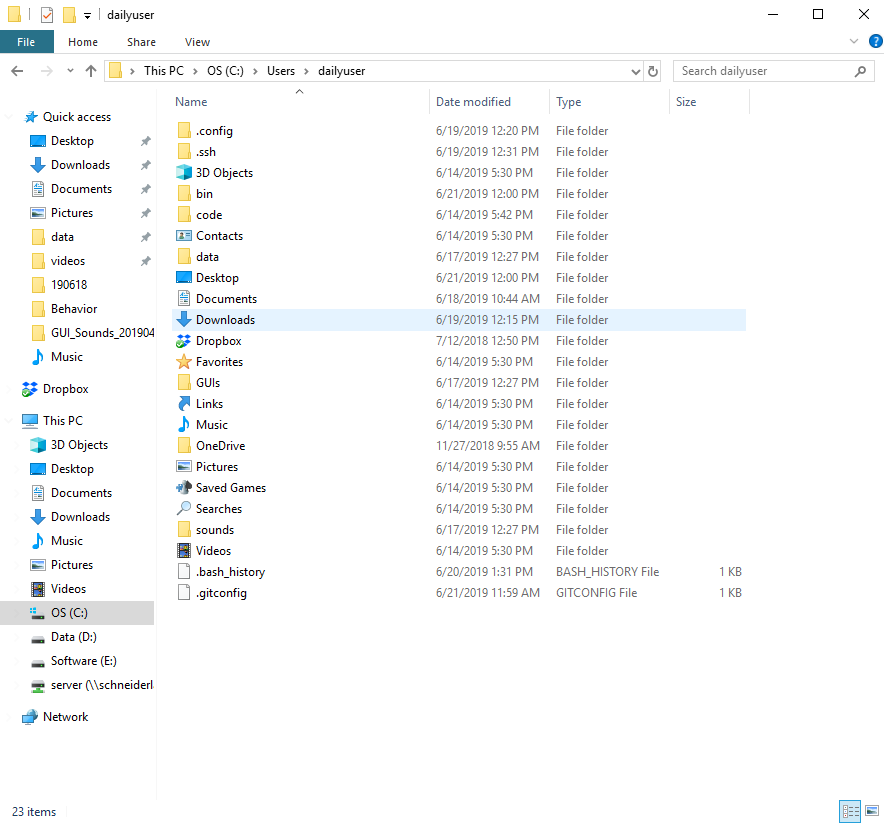 dailyuser
File Home Share View
This PC OS (C:) Users dailyuser Search dailyuser
Name Date modified Type Size
Quick access
Desktop
Downloads
Documents
Pictures
data
videos
190618
Behavior
GUI_Sounds_201904
Music
Dropbox
This PC
3D Objects
Desktop
Documents
Downloads
Music
Pictures
Videos
OS (C:)
Data (D:)
Software (E:)
server (\\schneiderl
Network
.config 6/19/2019 12:20 PM File folder
.ssh 6/19/2019 12:31 PM File folder
3D Objects 6/14/2019 5:30 PM File folder
bin 6/21/2019 12:00 PM File folder
code 6/14/2019 5:42 PM File folder
Contacts 6/14/2019 5:30 PM File folder
data 6/17/2019 12:27 PM File folder
Desktop 6/21/2019 12:00 PM File folder
Documents 6/18/2019 10:44 AM File folder
Downloads 6/19/2019 12:15 PM File folder
Dropbox 7/12/2018 12:50 PM File folder
Favorites 6/14/2019 5:30 PM File folder
GUIs 6/17/2019 12:27 PM File folder
Links 6/14/2019 5:30 PM File folder
Music 6/14/2019 5:30 PM File folder
OneDrive 11/27/2018 9:55 AM File folder
Pictures 6/14/2019 5:30 PM File folder
Saved Games 6/14/2019 5:30 PM File folder
Searches 6/14/2019 5:30 PM File folder
sounds 6/17/2019 12:27 PM File folder
Videos 6/14/2019 5:30 PM File folder
.bash_history 6/20/2019 1:31 PM BASH_HISTORY File 1 KB
.gitconfig 6/21/2019 11:59 AM GITCONFIG File 1 KB
23 items